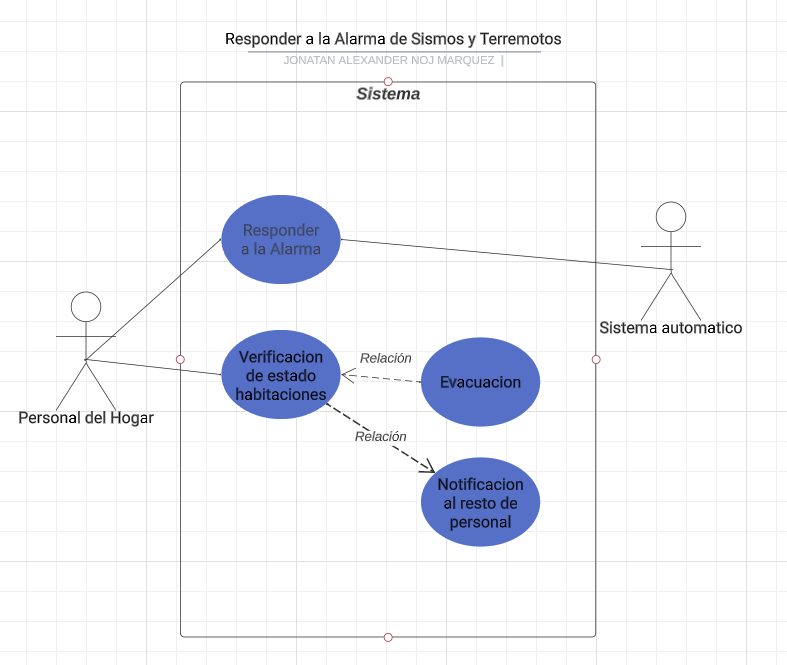 Responder a la Alarma de Sismos y Terremotos
JONATAN ALEXANDER NOJ MARQUEZ |
Sistema
Responder
a la Alarma
Sistema automatico
Verificacion
de estado
habitaciones
Relación
Evacuacion
Personal del Hogar
Relación
Notificacion
al resto de
personal